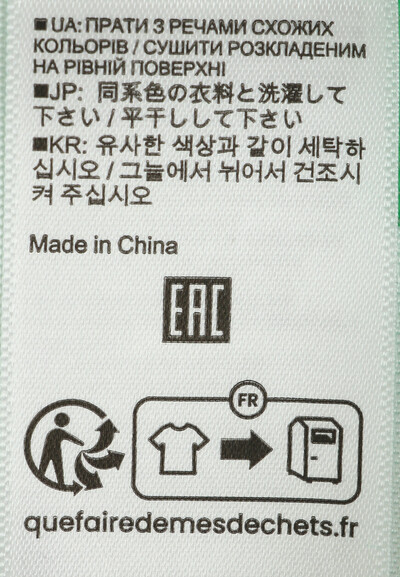 ■ UA: ПРАТИ З РЕЧАМИ СХОЖИХ
КОЛЬОРІВ / СУШИТИ РОЗКЛАДЕНИМ
НА РІВНІЙ ПОВЕРХНІ
■JP: 同系色の衣料と洗濯して
下さい / 平干しして下さい
■KR: 유사한 색상과 같이 세탁하
십시오 / 그늘에서 뉘어서 건조시
켜 주십시오
Made in China
EAC
FR
quefairedemesdechets.fr